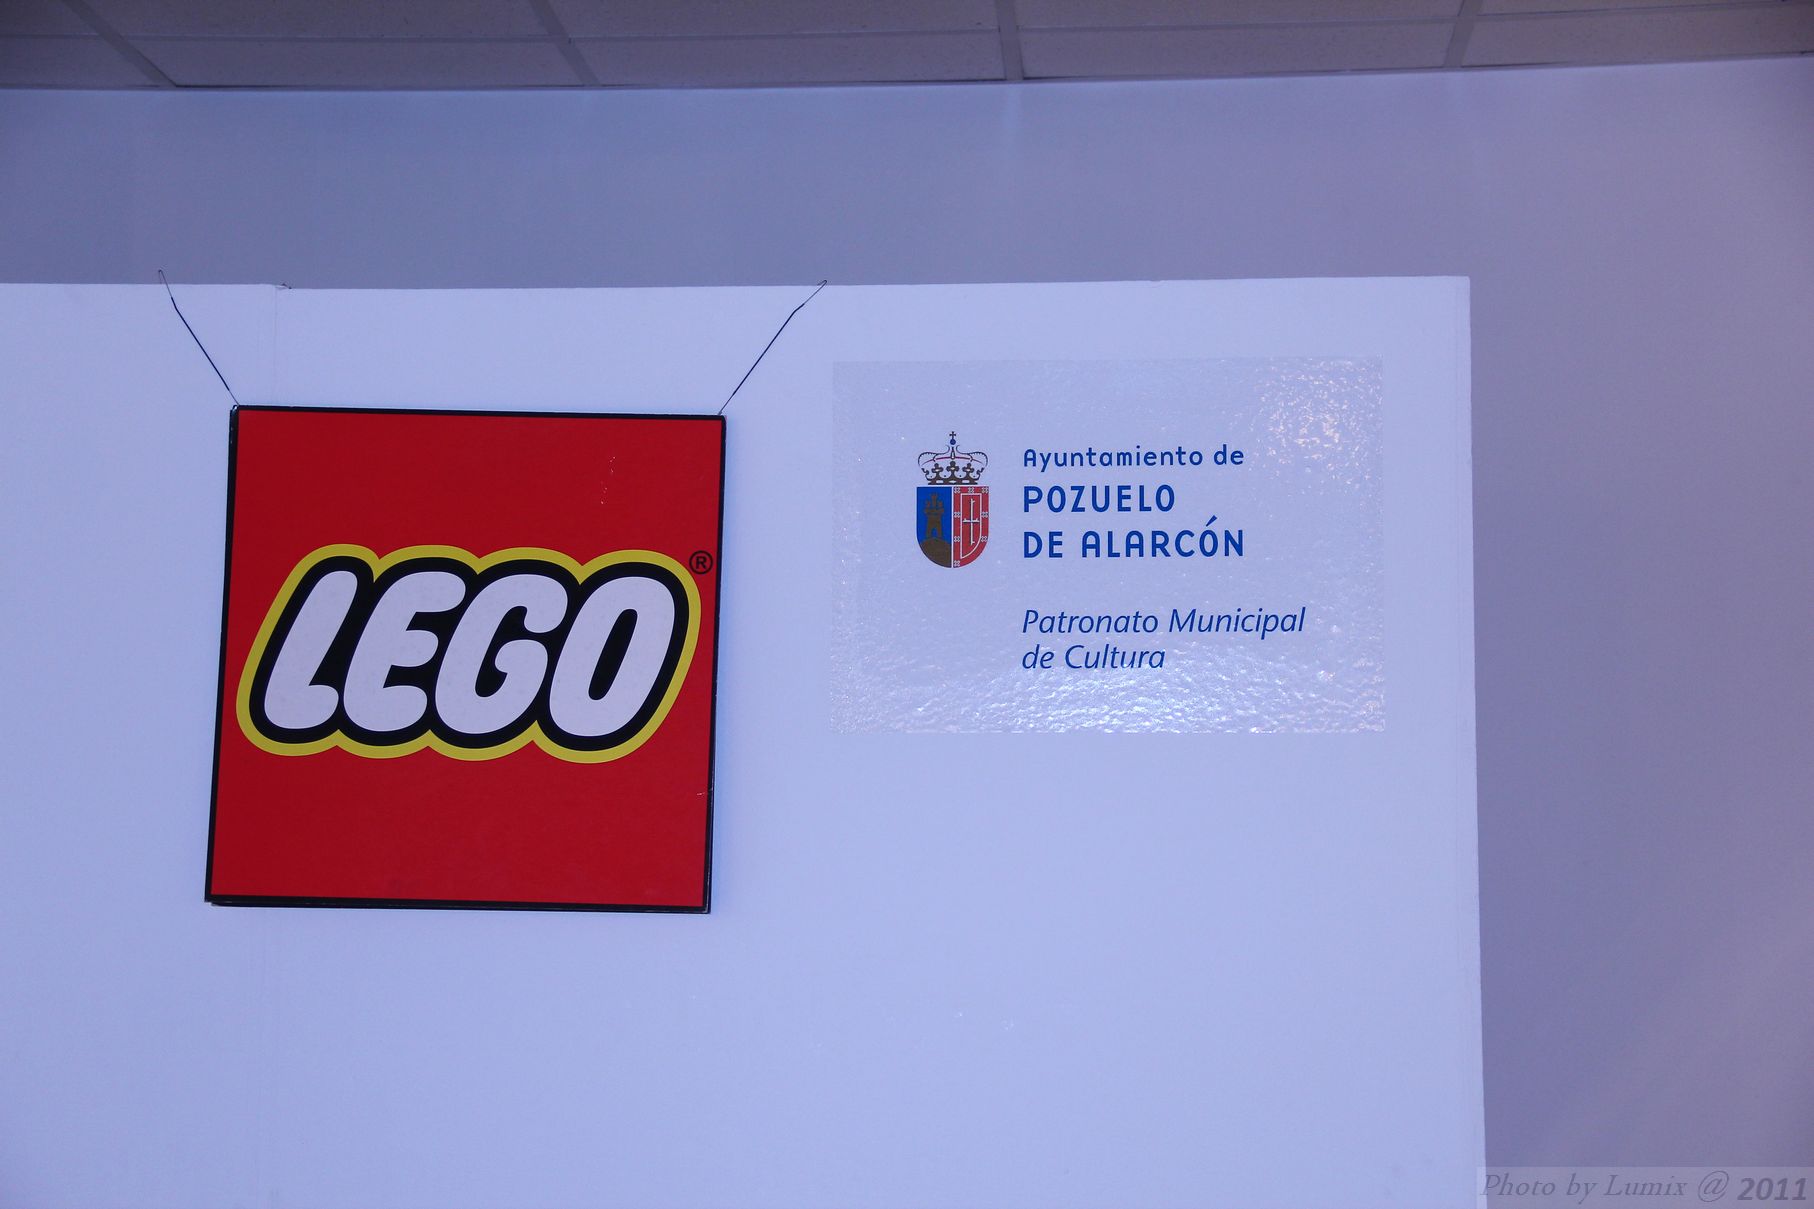 LEGO®
Ayuntamiento de
POZUELO
DE ALARCÓN
Patronato Municipal
de Cultura
Photo by Lumix @ 2011